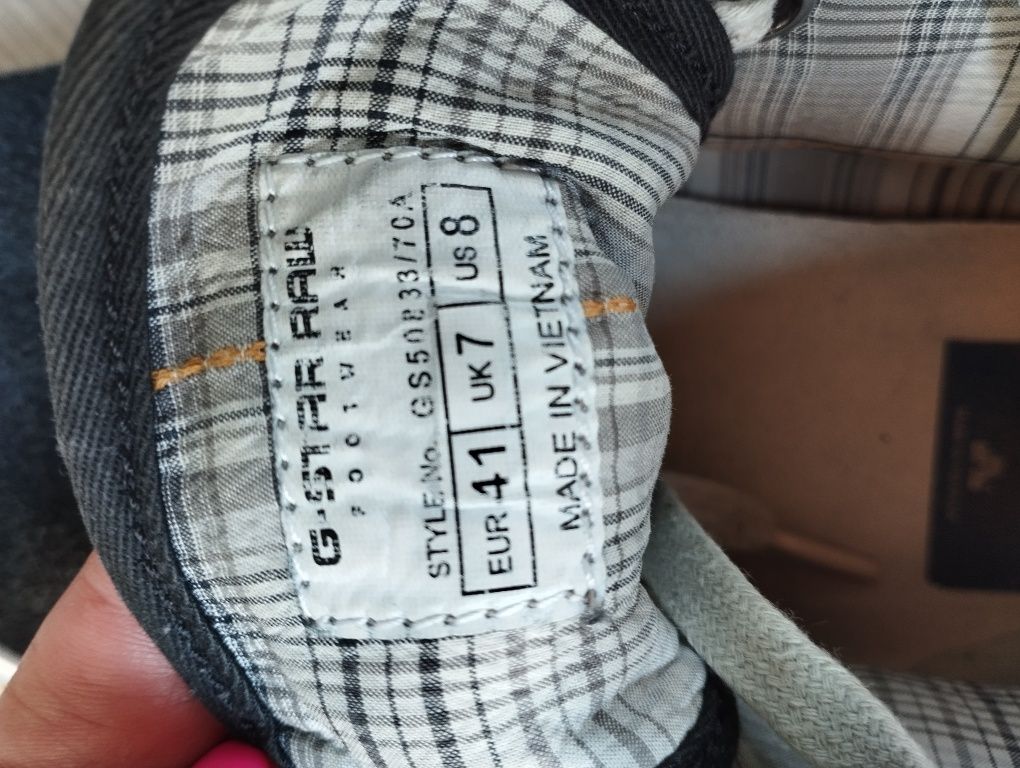 G-STAR RAW
FOOTWEAR
STYLE No. GS50833/70A
EUR 41 UK 7 US 8
MADE IN VIETNAM